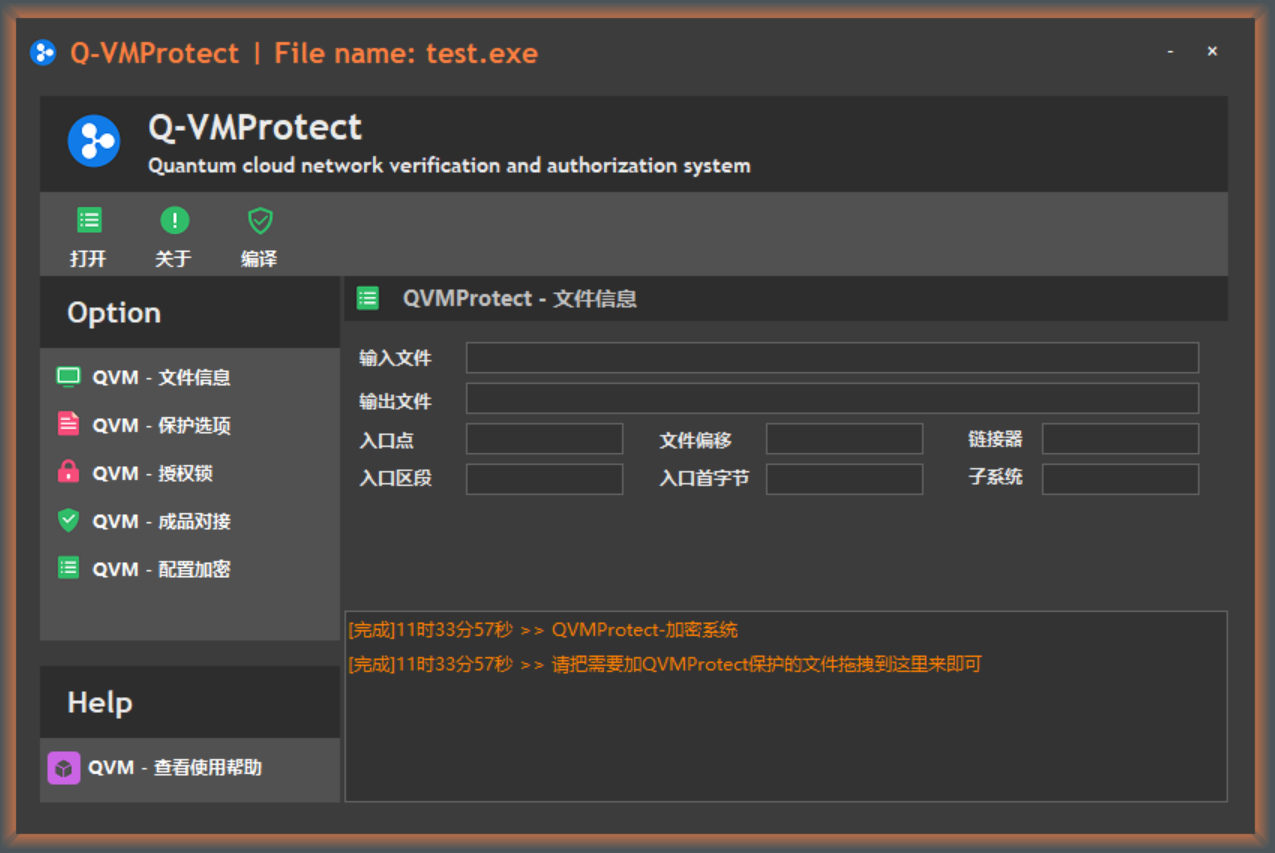 Q-VMProtect | File name: test.exe
- ×
Q-VMProtect
Quantum cloud network verification and authorization system
打开 关于 编译
Option
QVM - 文件信息
QVM - 保护选项
QVM - 授权锁
QVM - 成品对接
QVM - 配置加密
Help
QVM - 查看使用帮助
QVMProtect - 文件信息
输入文件
输出文件
入口点 文件偏移 链接器
入口区段 入口首字节 子系统
[完成]11时33分57秒 >> QVMProtect-加密系统
[完成]11时33分57秒 >> 请把需要加QVMProtect保护的文件拖拽到这里来即可